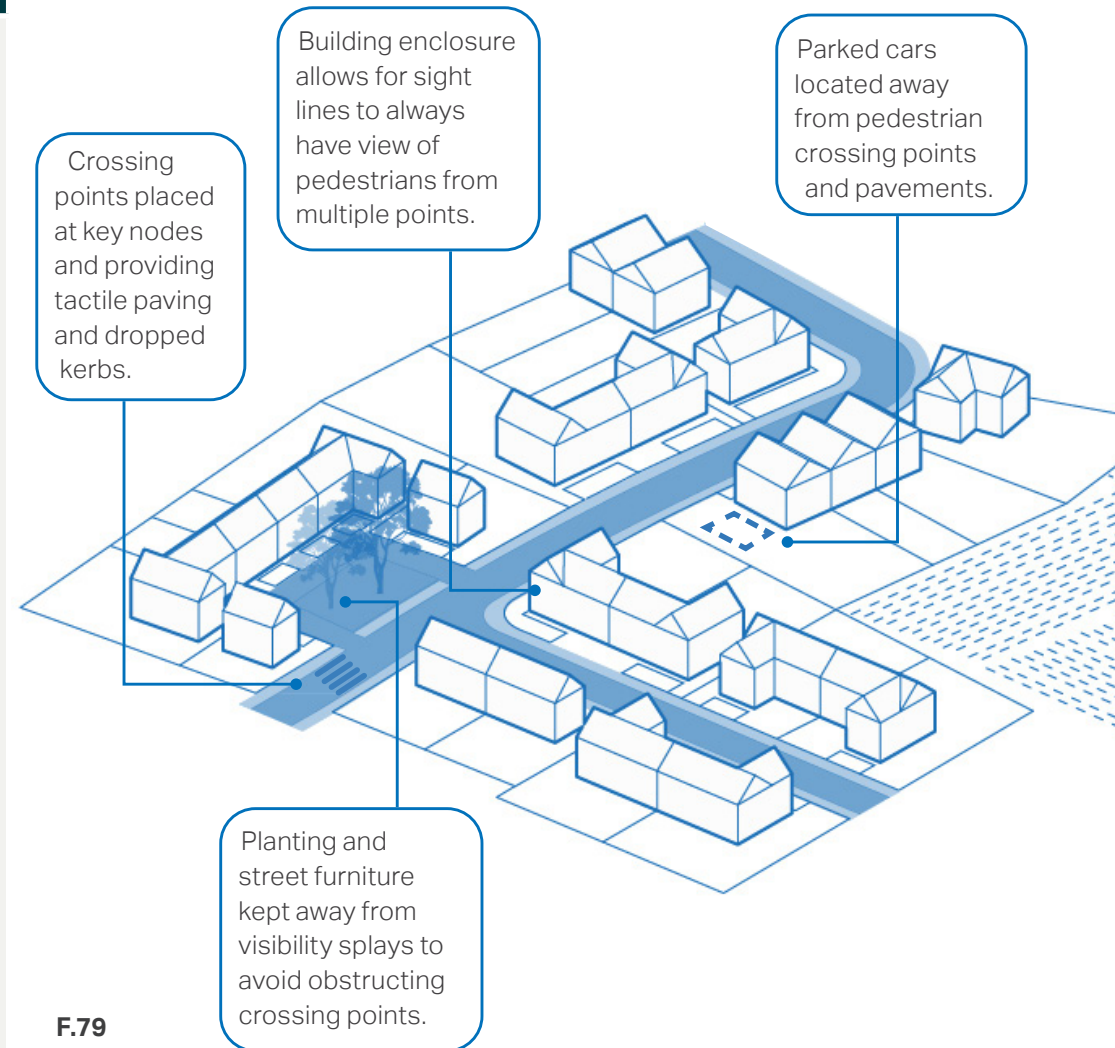 Crossing
points placed
at key nodes
and providing
tactile paving
and dropped
kerbs.
Building enclosure
allows for sight
lines to always
have view of
pedestrians from
multiple points.
Parked cars
located away
from pedestrian
crossing points
and pavements.
Planting and
street furniture
kept away from
visibility splays to
avoid obstructing
crossing points.
F.79